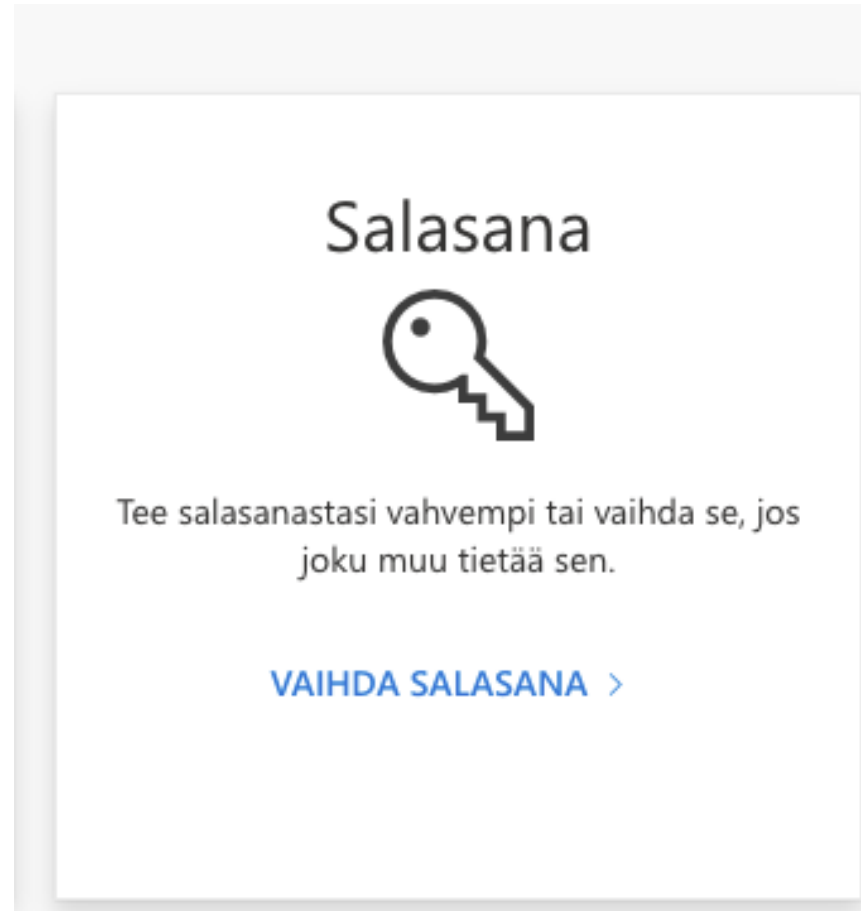 Salasana
Tee salasanastasi vahvempi tai vaihda se, jos
joku muu tietää sen.
VAIHDA SALASANA >